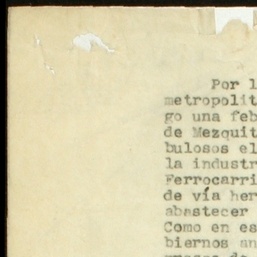 Por l
metropolit
go una feb
de Mezquit
bulosos el
la industr
Ferrocarri
de vía her
abastecer
Como en es
biernos an